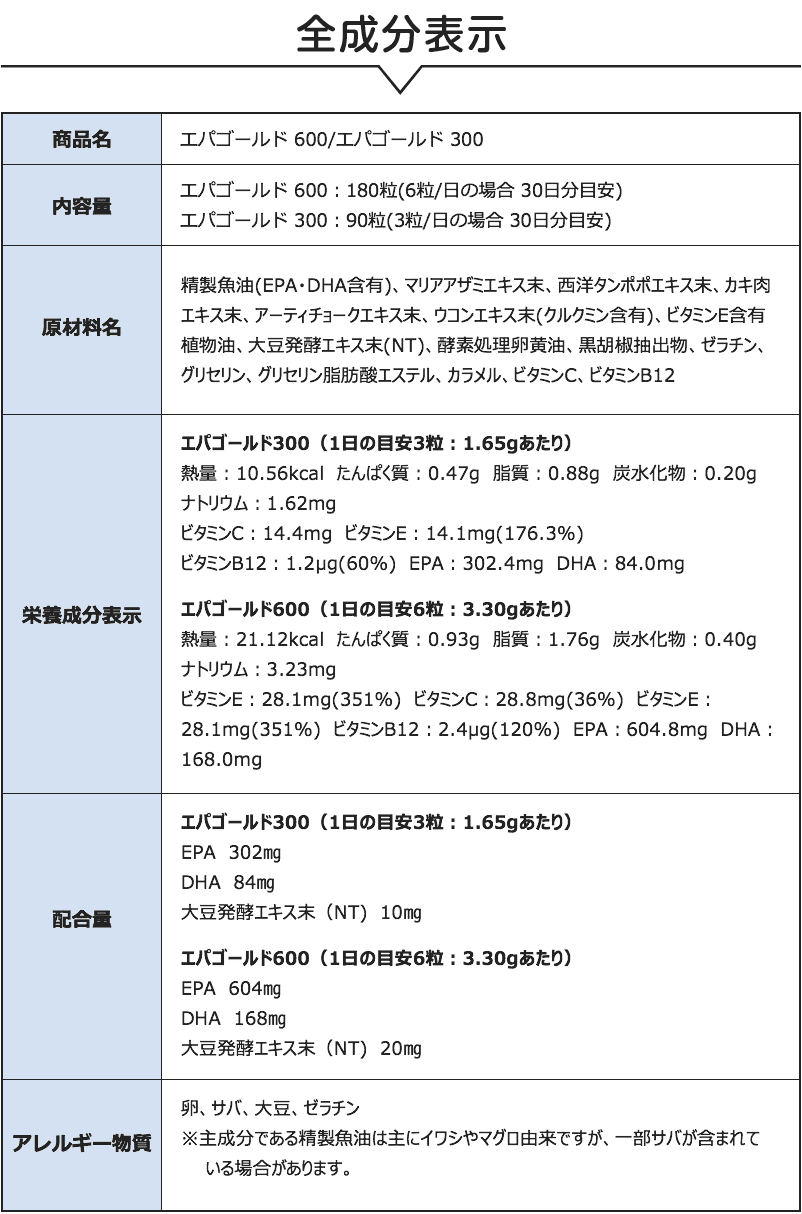 全成分表示
商品名
エパゴールド 600/エパゴールド 300
内容量
エパゴールド 600：180粒(6粒/日の場合 30日分目安)
エパゴールド 300：90粒(3粒/日の場合 30日分目安)
原材料名
精製魚油(EPA・DHA含有)、マリアアザミエキス末、西洋タンポポエキス末、カキ肉
エキス末、アーティチョークエキス末、ウコンエキス末(クルクミン含有)、ビタミンE含有
植物油、大豆発酵エキス末(NT)、酵素処理卵黄油、黒胡椒抽出物、ゼラチン、
グリセリン、グリセリン脂肪酸エステル、カラメル、ビタミンC、ビタミンB12
栄養成分表示
エパゴールド300（1日の目安3粒：1.65gあたり）
熱量：10.56kcal たんぱく質：0.47g 脂質：0.88g 炭水化物：0.20g
ナトリウム：1.62mg
ビタミンC：14.4mg ビタミンE：14.1mg(176.3%)
ビタミンB12：1.2μg(60%) EPA：302.4mg DHA：84.0mg
エパゴールド600（1日の目安6粒：3.30gあたり）
熱量：21.12kcal たんぱく質：0.93g 脂質：1.76g 炭水化物：0.40g
ナトリウム：3.23mg
ビタミンE：28.1mg(351%) ビタミンC：28.8mg(36%) ビタミンE：
28.1mg(351%) ビタミンB12：2.4μg(120%) EPA：604.8mg DHA：
168.0mg
配合量
エパゴールド300（1日の目安3粒：1.65gあたり）
EPA 302㎎
DHA 84㎎
大豆発酵エキス末（NT) 10㎎
エパゴールド600（1日の目安6粒：3.30gあたり）
EPA 604㎎
DHA 168㎎
大豆発酵エキス末（NT) 20㎎
アレルギー物質
卵、サバ、大豆、ゼラチン
※主成分である精製魚油は主にイワシやマグロ由来ですが、一部サバが含まれて
いる場合があります。